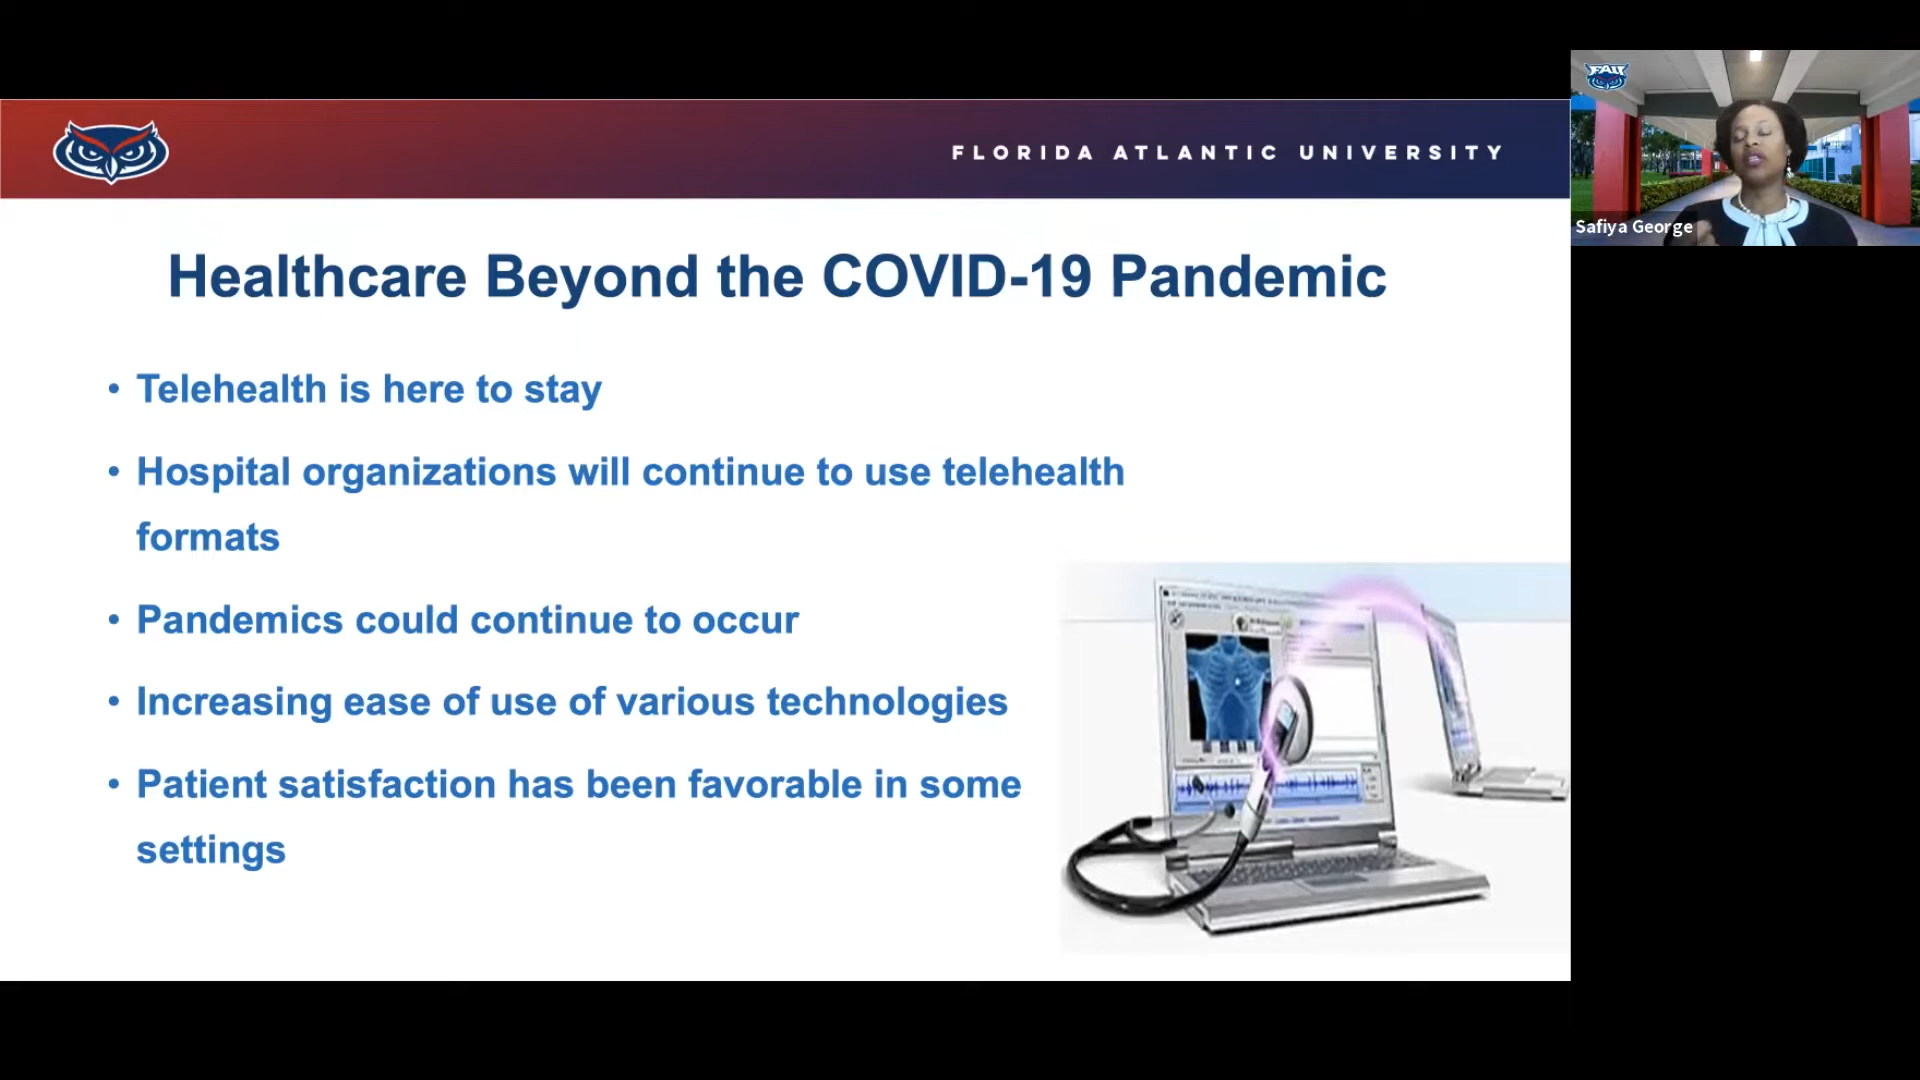 FLORIDA ATLANTIC UNIVERSITY
FAU
Safiya George
Healthcare Beyond the COVID-19 Pandemic
• Telehealth is here to stay
• Hospital organizations will continue to use telehealth
formats
• Pandemics could continue to occur
• Increasing ease of use of various technologies
• Patient satisfaction has been favorable in some
settings